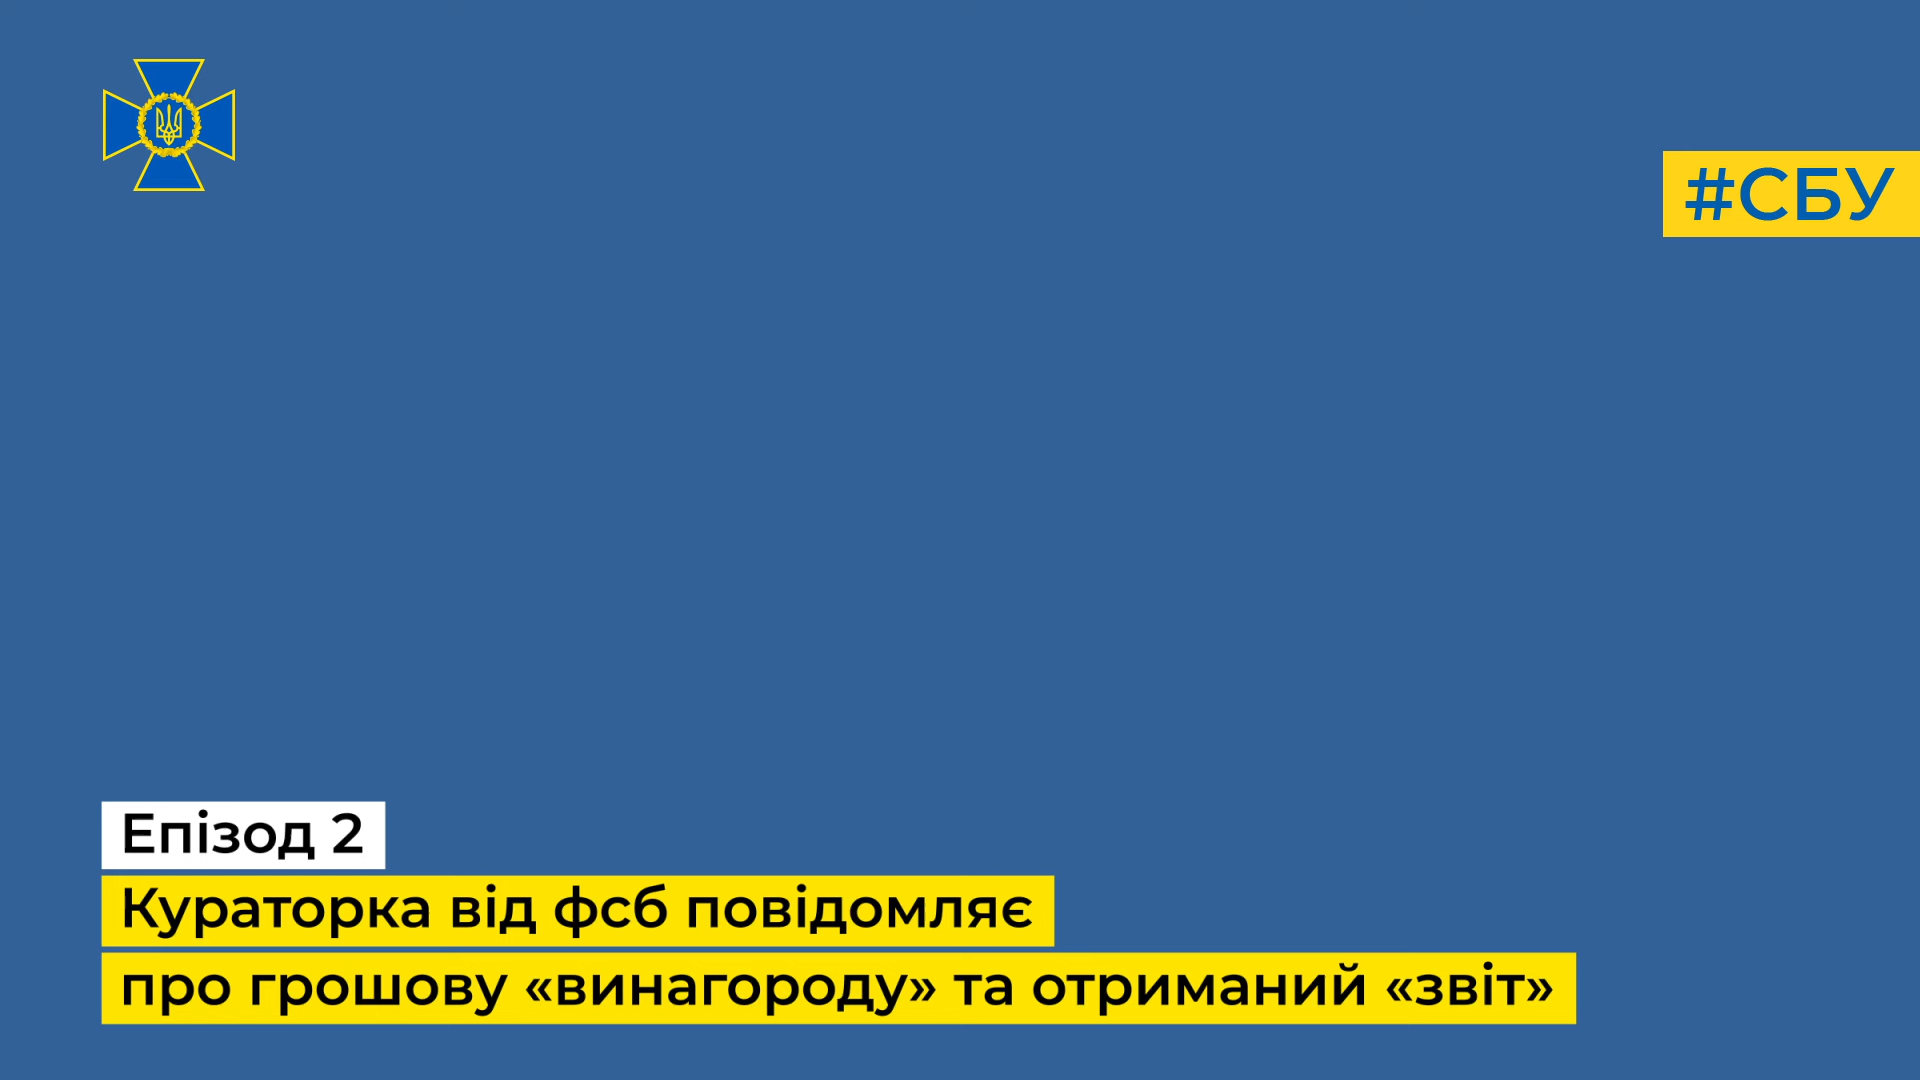 #СБУ
Епізод 2
Кураторка від фсб повідомляє
про грошову «винагороду» та отриманий «звіт»